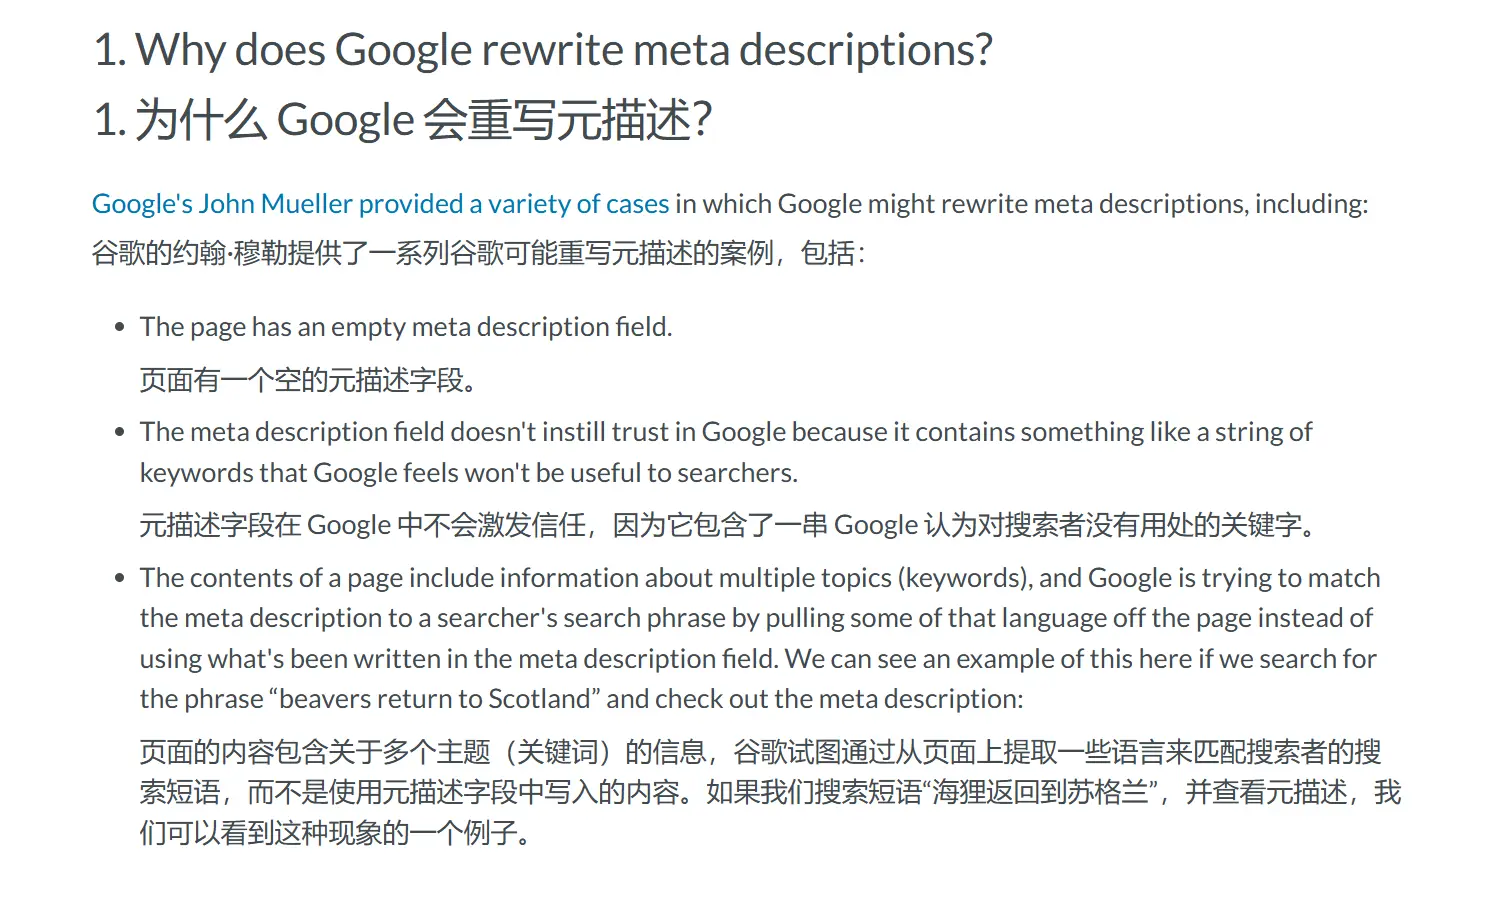 1. Why does Google rewrite meta descriptions?
1. 为什么 Google 会重写元描述？
Google's John Mueller provided a variety of cases in which Google might rewrite meta descriptions, including:
谷歌的约翰·穆勒提供了一系列谷歌可能重写元描述的案例，包括：
• The page has an empty meta description field.
页面有一个空的元描述字段。
• The meta description field doesn't instill trust in Google because it contains something like a string of
keywords that Google feels won't be useful to searchers.
元描述字段在 Google 中不会激发信任，因为它包含了一串 Google 认为对搜索者没有用处的关键字。
• The contents of a page include information about multiple topics (keywords), and Google is trying to match
the meta description to a searcher's search phrase by pulling some of that language off the page instead of
using what's been written in the meta description field. We can see an example of this here if we search for
the phrase “beavers return to Scotland” and check out the meta description:
页面的内容包含关于多个主题（关键词）的信息，谷歌试图通过从页面上提取一些语言来匹配搜索者的搜
索短语，而不是使用元描述字段中写入的内容。如果我们搜索短语“海狸返回到苏格兰”，并查看元描述，我
们可以看到这种现象的一个例子。